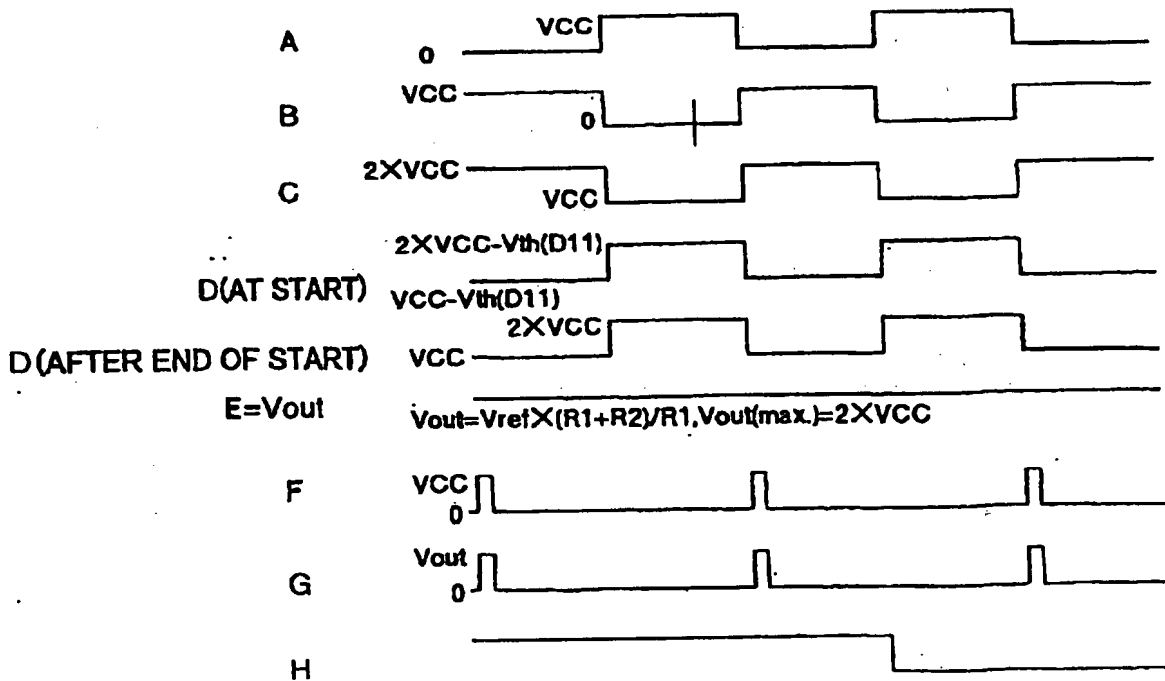 A
VCC
0
B
VCC
0
C
2×VCC
VCC
D(AT START)
2×VCC-Vth(D11)
VCC-Vth(D11)
D(AFTER END OF START)
2×VCC
VCC
E=Vout
Vout=Vref×(R1+R2)/R1,Vout(max.)=2×VCC
F
VCC
0
G
Vout
0
H